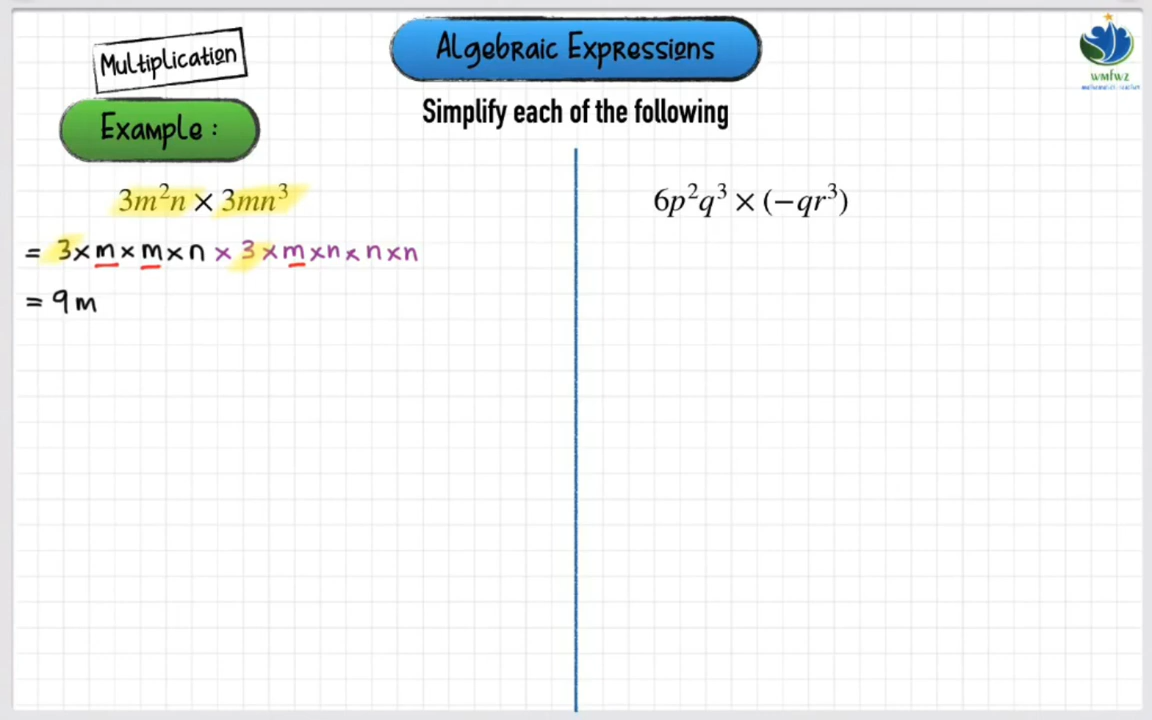 Multiplication
Algebraic Expressions
wmfwz
Example :
Simplify each of the following
3m²n × 3mn³
= 3 × m × m × n × 3 × m × n × n × n
= 9m
6p²q³ × (−qr³)